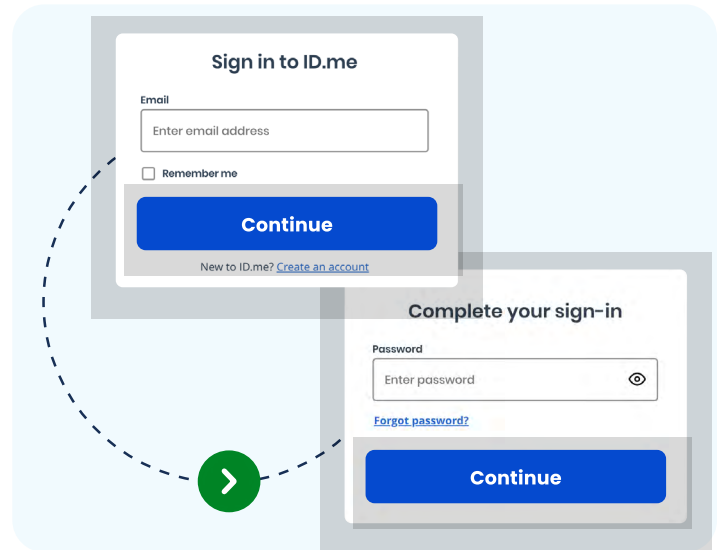 Sign in to ID.me
Email
Enter email address
Remember me
Continue
New to ID.me? Create an account
Complete your sign-in
Password
Enter password
Forgot password?
Continue